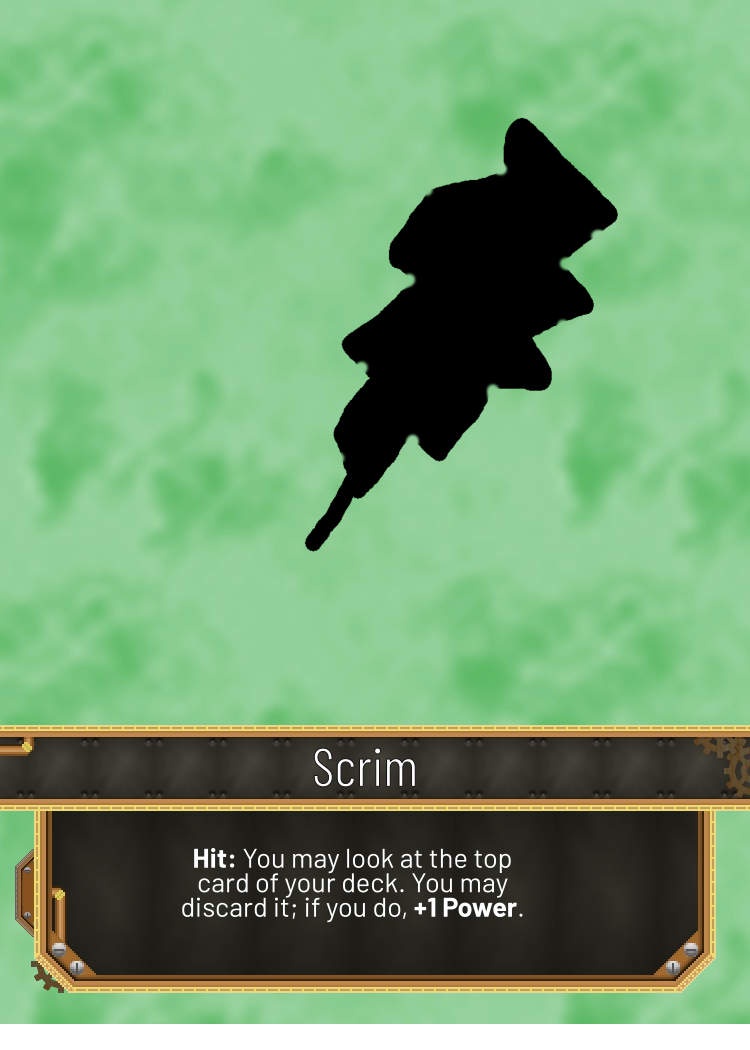 Scrim
Hit: You may look at the top
card of your deck. You may
discard it; if you do, +1 Power.